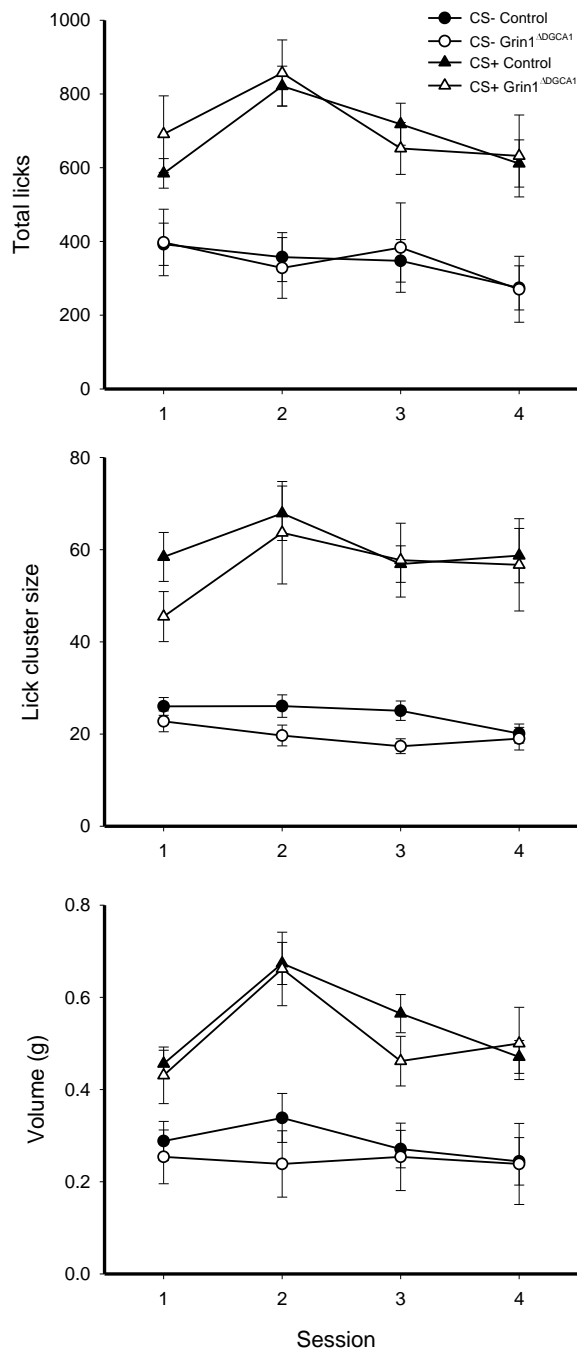 CS- Control
CS- Grin1ΔDGCA1
CS+ Control
CS+ Grin1ΔDGCA1
Total licks
1000
800
600
400
200
0
1 2 3 4
Lick cluster size
80
60
40
20
0
1 2 3 4
Volume (g)
0.8
0.6
0.4
0.2
0.0
1 2 3 4
Session